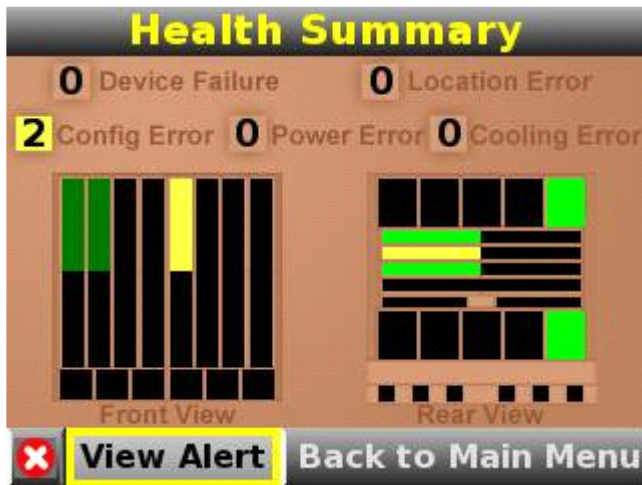 Health Summary
0 Device Failure 0 Location Error
2 Config Error 0 Power Error 0 Cooling Error
Front View Rear View
View Alert Back to Main Menu